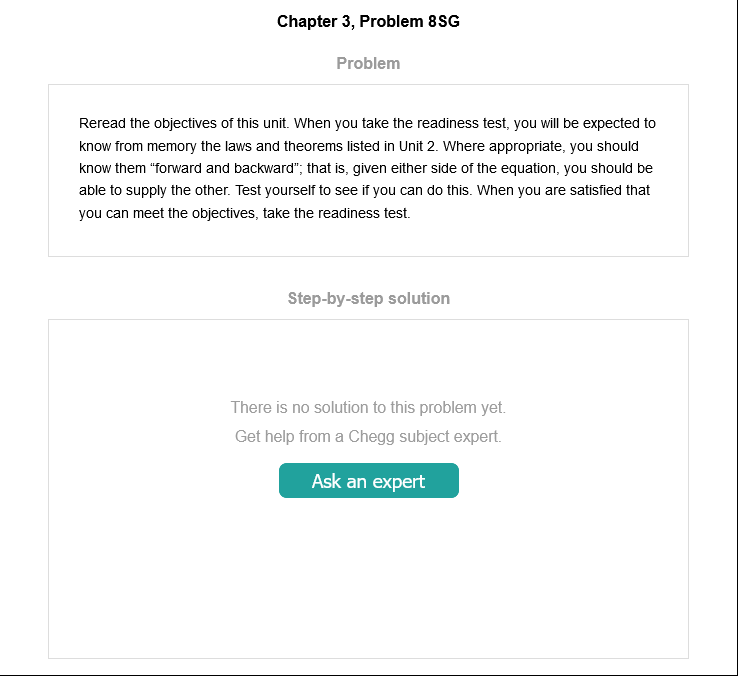 Chapter 3, Problem 8SG
Problem
Reread the objectives of this unit. When you take the readiness test, you will be expected to
know from memory the laws and theorems listed in Unit 2. Where appropriate, you should
know them “forward and backward”; that is, given either side of the equation, you should be
able to supply the other. Test yourself to see if you can do this. When you are satisfied that
you can meet the objectives, take the readiness test.
Step-by-step solution
There is no solution to this problem yet.
Get help from a Chegg subject expert.
Ask an expert